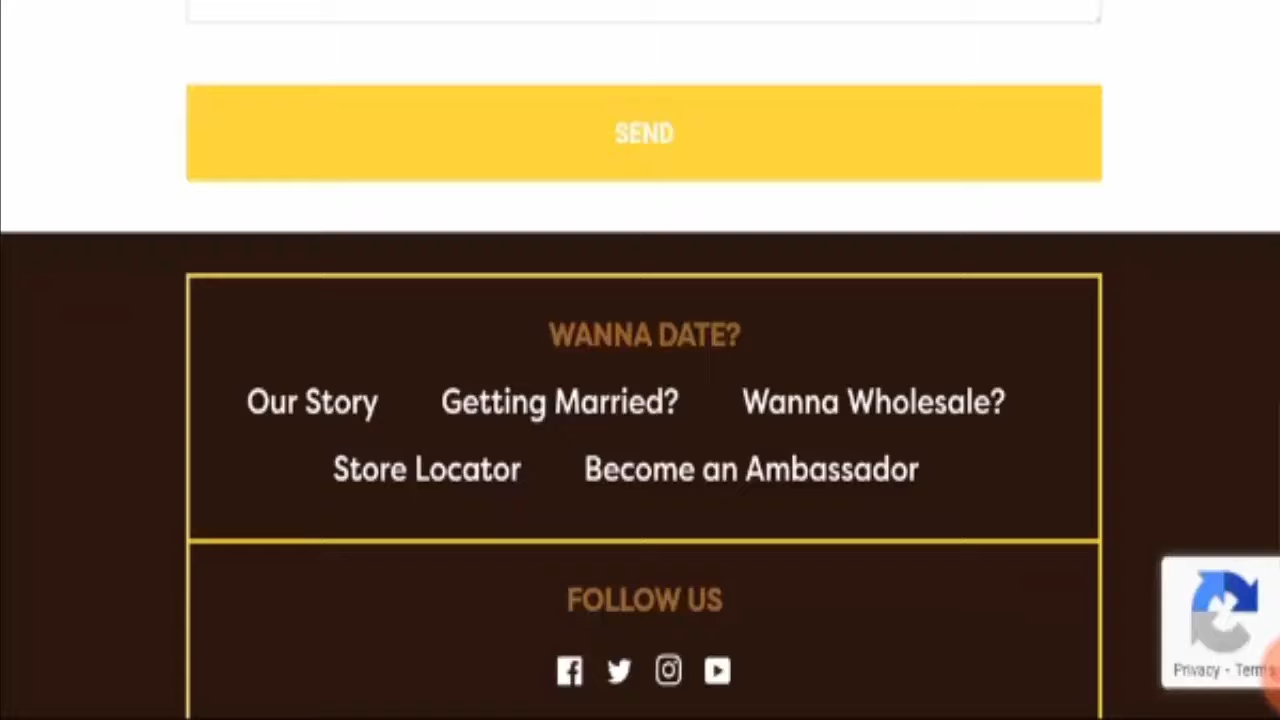 SEND
WANNA DATE?
Our Story Getting Married? Wanna Wholesale?
Store Locator Become an Ambassador
FOLLOW US
Privacy - Terms